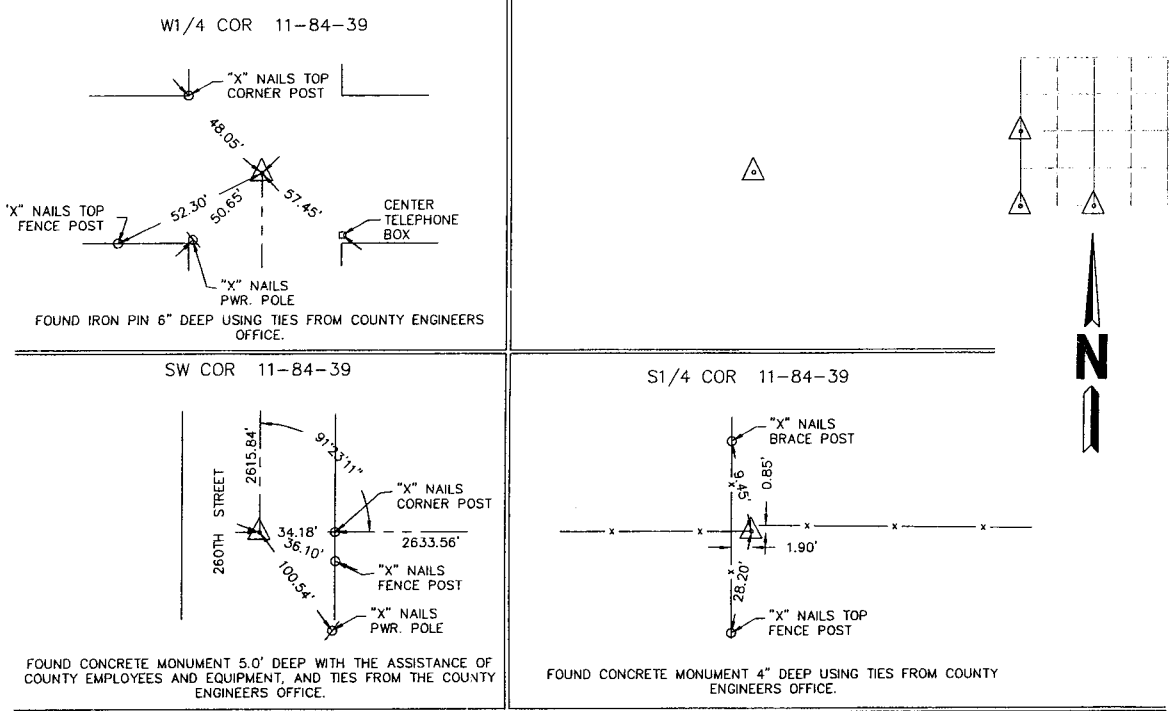 W1/4 COR 11-84-39
"X" NAILS TOP
CORNER POST
48.05'
52.30'
50.65'
57.45'
'X" NAILS TOP
FENCE POST
CENTER
TELEPHONE
BOX
"X" NAILS
PWR. POLE
FOUND IRON PIN 6" DEEP USING TIES FROM COUNTY ENGINEERS
OFFICE.
N
SW COR 11-84-39
2615.84'
91°23'11"
260TH STREET
"X" NAILS
CORNER POST
34.18'
36.10'
2633.56'
100.54'
"X" NAILS
FENCE POST
"X" NAILS
PWR. POLE
FOUND CONCRETE MONUMENT 5.0' DEEP WITH THE ASSISTANCE OF
COUNTY EMPLOYEES AND EQUIPMENT, AND TIES FROM THE COUNTY
ENGINEERS OFFICE.
S1/4 COR 11-84-39
"X" NAILS
BRACE POST
9.45'
0.85'
x
x x x x x
1.90'
x
28.20'
"X" NAILS TOP
FENCE POST
FOUND CONCRETE MONUMENT 4" DEEP USING TIES FROM COUNTY
ENGINEERS OFFICE.